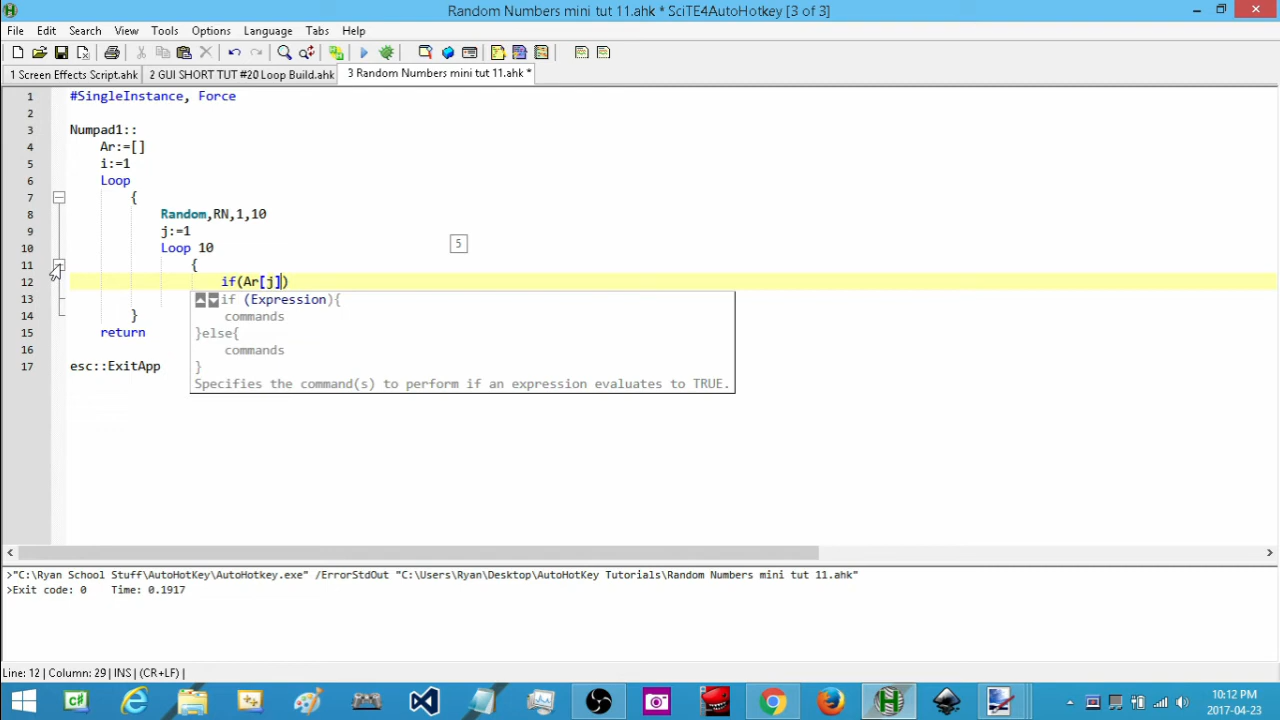 Random Numbers mini tut 11.ahk * SciTE4AutoHotkey [3 of 3]
File Edit Search View Tools Options Language Tabs Help
1 Screen Effects Script.ahk 2 GUI SHORT TUT #20 Loop Build.ahk 3 Random Numbers mini tut 11.ahk *
1 #SingleInstance, Force
2
3 Numpad1::
4 Ar:=[]
5 i:=1
6 Loop
7 {
8 Random,RN,1,10
9 j:=1
10 Loop 10
5
11 {
12 if(Ar[j])
13 if (Expression){
14 } commands
15 return }else{
16 commands
17 esc::ExitApp }
Specifies the command(s) to perform if an expression evaluates to TRUE.
>"C:\Ryan School Stuff\AutoHotKey\AutoHotkey.exe" /ErrorStdOut "C:\Users\Ryan\Desktop\AutoHotKey Tutorials\Random Numbers mini tut 11.ahk"
>Exit code: 0 Time: 0.1917
Line: 12 | Column: 29 | INS | (CR+LF) |
C#
10:12 PM
2017-04-23